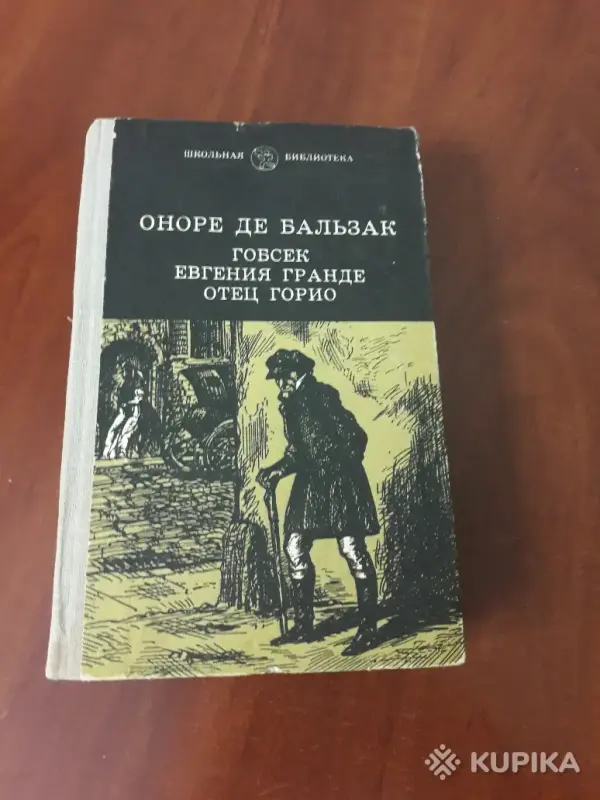 ШКОЛЬНАЯ БИБЛИОТЕКА
ОНОРЕ ДЕ БАЛЬЗАК
ГОБСЕК
ЕВГЕНИЯ ГРАНДЕ
ОТЕЦ ГОРИО
KUPIKA